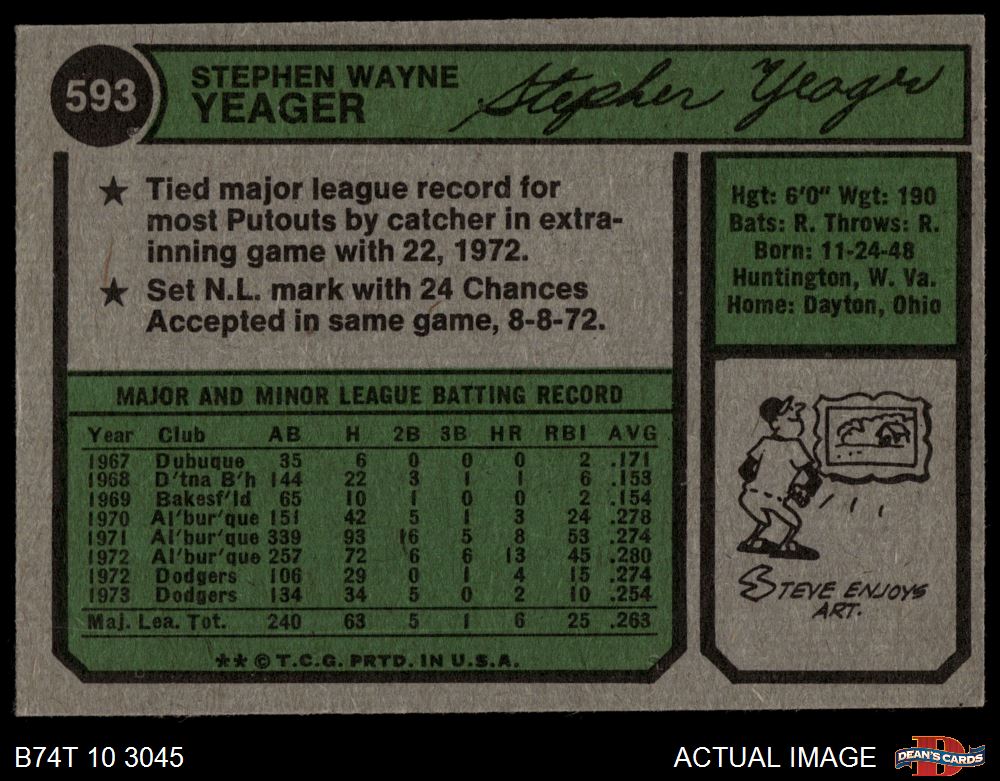 593
STEPHEN WAYNE
YEAGER
Stephen Yeager
★ Tied major league record for
most Putouts by catcher in extra-
inning game with 22, 1972.
★ Set N.L. mark with 24 Chances
Accepted in same game, 8-8-72.
Hgt: 6'0" Wgt: 190
Bats: R. Throws: R.
Born: 11-24-48
Huntington, W. Va.
Home: Dayton, Ohio
MAJOR AND MINOR LEAGUE BATTING RECORD
Year Club AB H 2B 3B HR RBI AVG
1967 Dubuque 35 6 0 0 0 2 .171
1968 D'tna B'h 144 22 3 1 1 6 .153
1969 Bakesf'ld 65 10 1 0 0 2 .154
1970 Al'bur'que 151 42 5 1 3 24 .278
1971 Al'bur'que 339 93 16 5 8 53 .274
1972 Al'bur'que 257 72 6 6 13 45 .280
1972 Dodgers 106 29 0 1 4 15 .274
1973 Dodgers 134 34 5 0 2 10 .254
Maj. Lea. Tot. 240 63 5 1 6 25 .263
★★ © T.C.G. PRTD. IN U.S.A.
STEVE ENJOYS
ART.
B74T 10 3045
ACTUAL IMAGE
DEAN'S CARDS